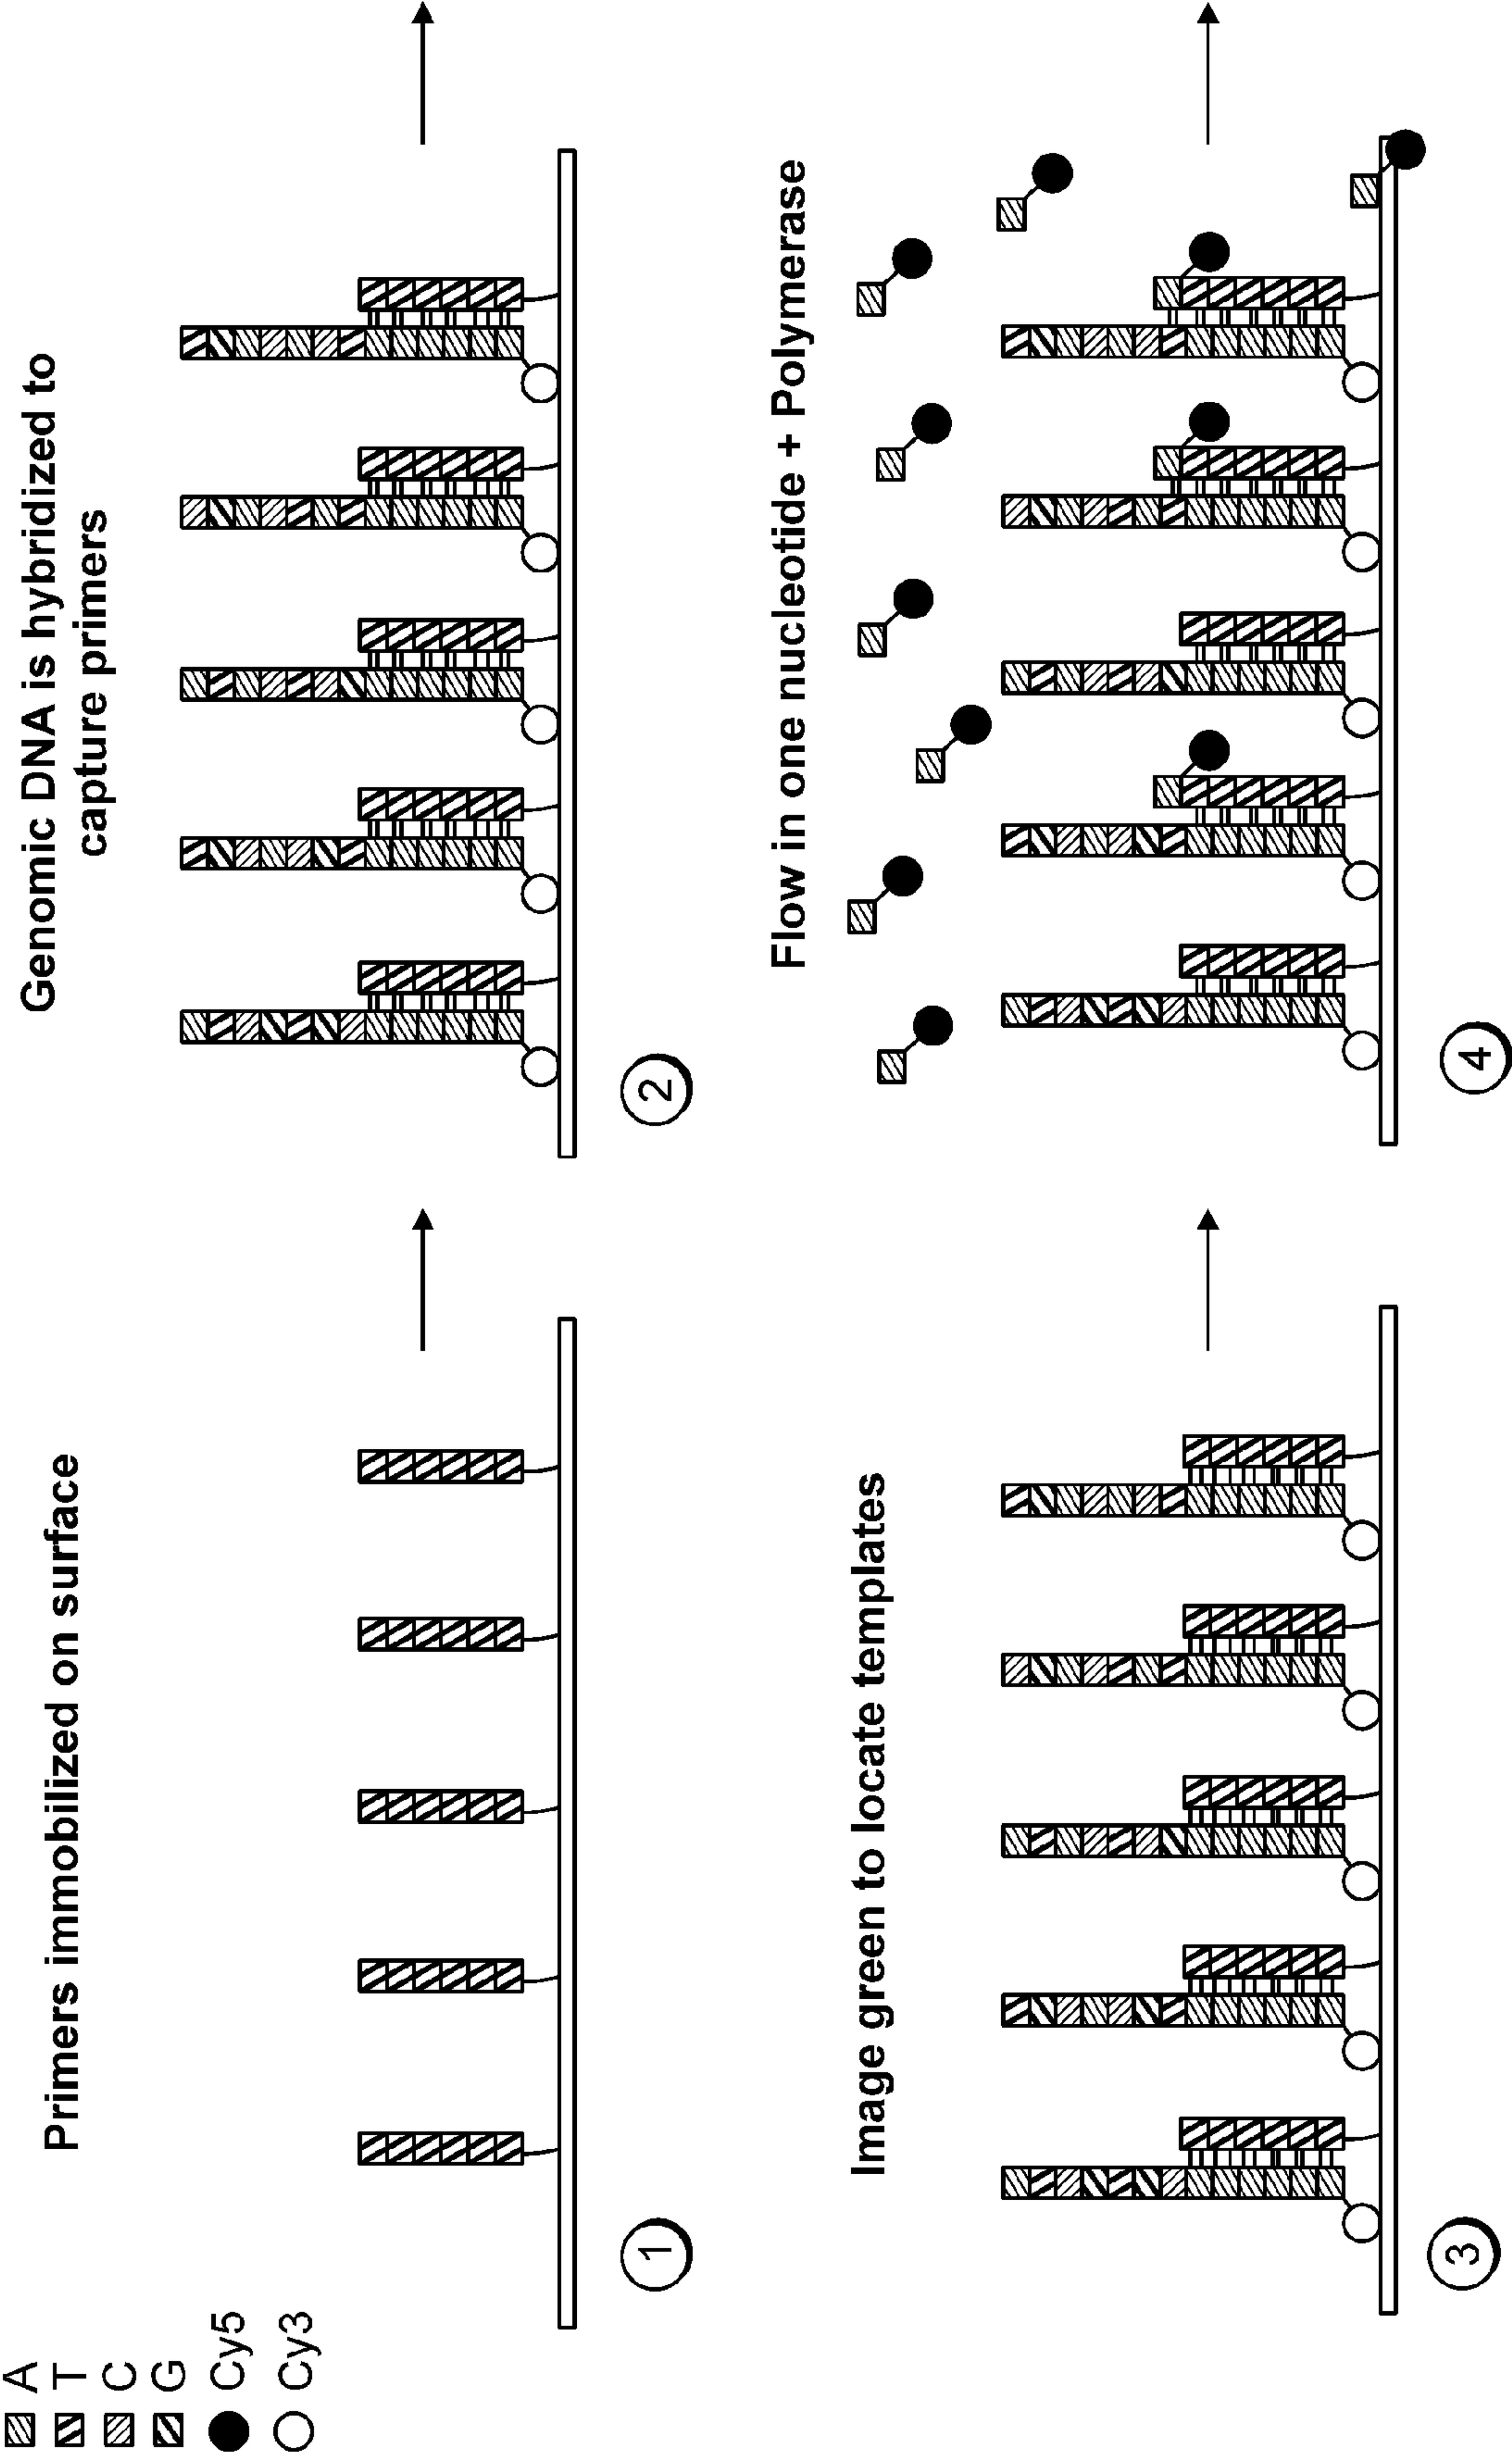 A
T
C
G
Cy5
Cy3
Primers immobilized on surface
1
Genomic DNA is hybridized to
capture primers
2
Image green to locate templates
3
Flow in one nucleotide + Polymerase
4